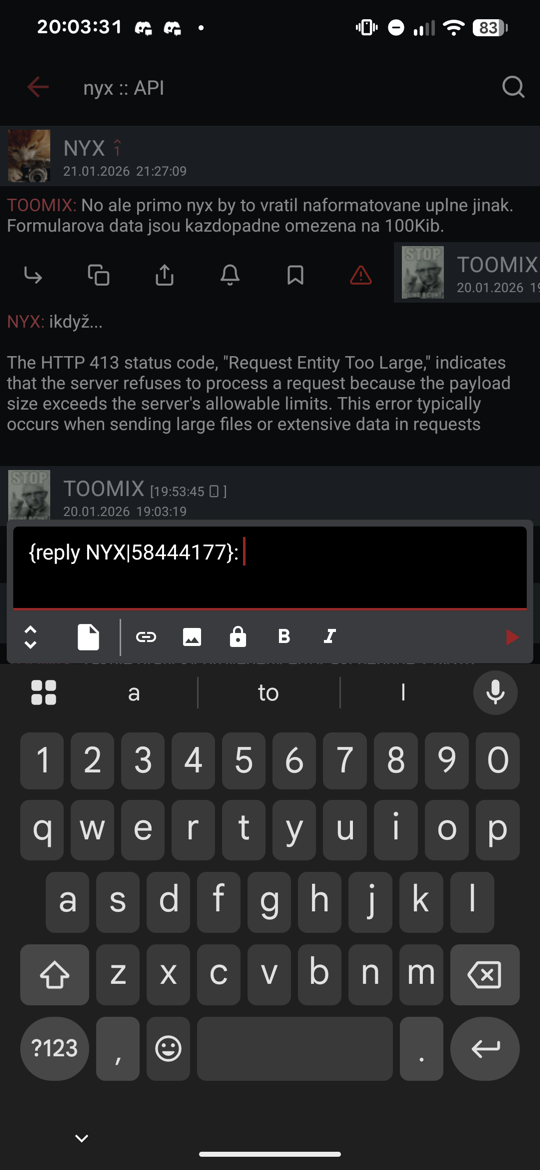 20:03:31
83
nyx :: API
NYX
1
21.01.2026 21:27:09
TOOMIX: No ale primo nyx by to vratil naformatovane uplne jinak.
Formularova data jsou kazdopadne omezena na 100Kib.
STOP
TOOMIX
20.01.2026 19
NYX: ikdyž...
The HTTP 413 status code, "Request Entity Too Large," indicates
that the server refuses to process a request because the payload
size exceeds the server's allowable limits. This error typically
occurs when sending large files or extensive data in requests
STOP
TOOMIX [19:53:45 ]
20.01.2026 19:03:19
{reply NYX|58444177}:
B I
a to I
1 2 3 4 5 6 7 8 9 0
q w e r t y u i o p
a s d f g h j k l
z x c v b n m
?123 , .